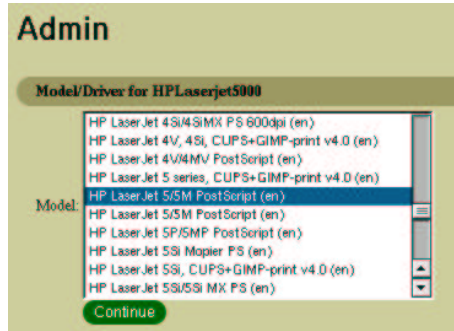 Admin
Model/Driver for HPLaserjet5000
HP LaserJet 4Si/4SiMX PS 600dpi (en)
HP LaserJet 4V, 4Si, CUPS+GIMP-print v4.0 (en)
HP LaserJet 4V/4MV PostScript (en)
HP LaserJet 5 series, CUPS+GIMP-print v4.0 (en)
Model: HP LaserJet 5/5M PostScript (en)
HP LaserJet 5/5M PostScript (en)
HP LaserJet 5P/5MP PostScript (en)
HP LaserJet 5Si Mopier PS (en)
HP LaserJet 5Si, CUPS+GIMP-print v4.0 (en)
HP LaserJet 5Si/5Si MX PS (en)
Continue